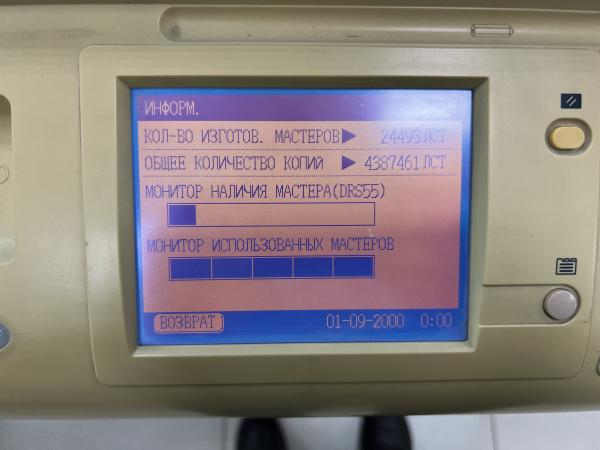 ИНФОРМ.
КОЛ-ВО ИЗГОТОВ. МАСТЕРОВ▶ 24493ЛСТ
ОБЩЕЕ КОЛИЧЕСТВО КОПИЙ ▶ 4387461ЛСТ
МОНИТОР НАЛИЧИЯ МАСТЕРА(DRS55)
МОНИТОР ИСПОЛЬЗОВАННЫХ МАСТЕРОВ
ВОЗВРАТ 01-09-2000 0:00